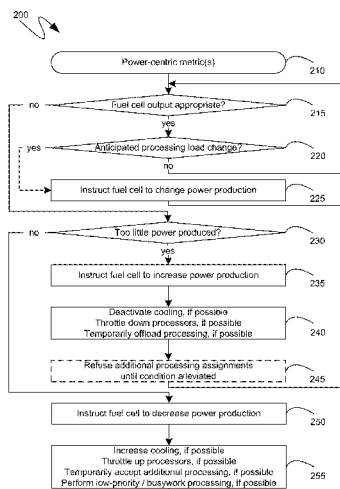 200
Power-centric metric(s)
210
no
Fuel cell output appropriate?
215
yes
yes
Anticipated processing load change?
220
no
Instruct fuel cell to change power production
225
no
Too little power produced?
230
yes
Instruct fuel cell to increase power production
235
Deactivate cooling, if possible
Throttle down processors, if possible
Temporarily offload processing, if possible
240
Refuse additional processing assignments
until condition alleviated
245
Instruct fuel cell to decrease power production
250
Increase cooling, if possible
Throttle up processors, if possible
Temporarily accept additional processing, if possible
Perform low-priority / busywork processing, if possible
255